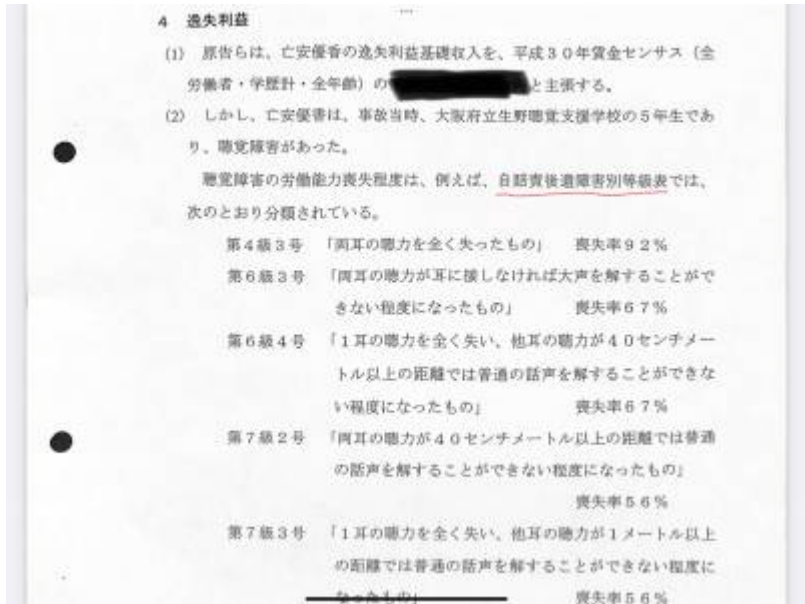 4 逸失利益
(1) 原告らは、亡安優香の逸失利益基礎収入を、平成30年賃金センサス(全
労働者・学歴計・全年齢)の と主張する。
(2) しかし、亡安優香は、事故当時、大阪府立生野聴覚支援学校の5年生であ
り、聴覚障害があった。
聴覚障害の労働能力喪失程度は、例えば、自賠責後遺障害別等級表では、
次のとおり分類されている。
第4級3号 「両耳の聴力を全く失ったもの」 喪失率92%
第6級3号 「両耳の聴力が耳に接しなければ大声を解することがで
きない程度になったもの」 喪失率67%
第6級4号 「1耳の聴力を全く失い、他耳の聴力が40センチメー
トル以上の距離では普通の話声を解することができな
い程度になったもの」 喪失率67%
第7級2号 「両耳の聴力が40センチメートル以上の距離では普通
の話声を解することができない程度になったもの」
喪失率56%
第7級3号 「1耳の聴力を全く失い、他耳の聴力が1メートル以上
の距離では普通の話声を解することができない程度に
なったもの」 喪失率56%